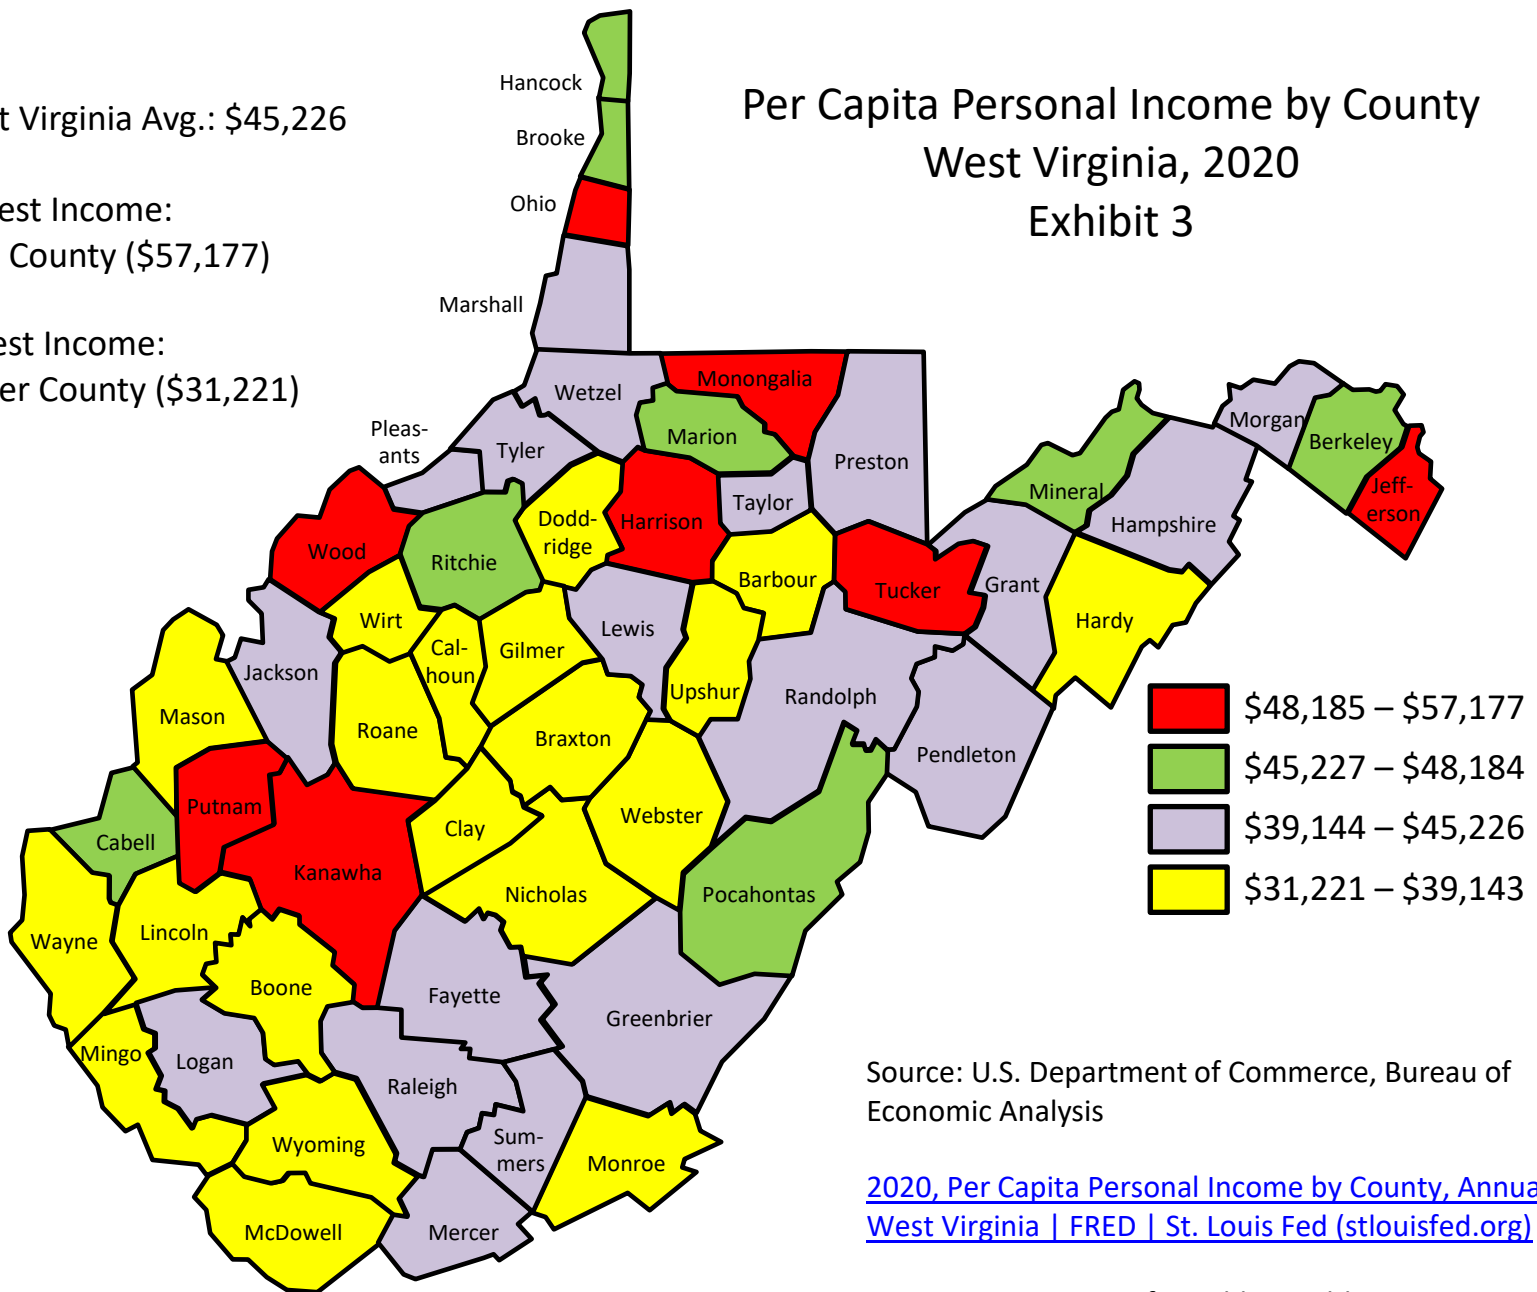 Per Capita Personal Income by County
West Virginia, 2020
Exhibit 3
t Virginia Avg.: $45,226
est Income:
County ($57,177)
est Income:
er County ($31,221)
Hancock
Brooke
Ohio
Marshall
Wetzel
Monongalia
Marion
Preston
Pleas-
ants
Tyler
Taylor
Mineral
Hampshire
Morgan
Berkeley
Jeff-
erson
Wood
Ritchie
Dodd-
ridge
Harrison
Barbour
Tucker
Grant
Hardy
Wirt
Cal-
houn
Gilmer
Lewis
Upshur
Randolph
Pendleton
Jackson
Mason
Roane
Braxton
Webster
Pocahontas
Putnam
Cabell
Kanawha
Clay
Nicholas
Wayne
Lincoln
Boone
Fayette
Greenbrier
Mingo
Logan
Raleigh
Sum-
mers
Monroe
Wyoming
McDowell
Mercer
$48,185 – $57,177
$45,227 – $48,184
$39,144 – $45,226
$31,221 – $39,143
Source: U.S. Department of Commerce, Bureau of
Economic Analysis
2020, Per Capita Personal Income by County, Annua
West Virginia | FRED | St. Louis Fed (stlouisfed.org)